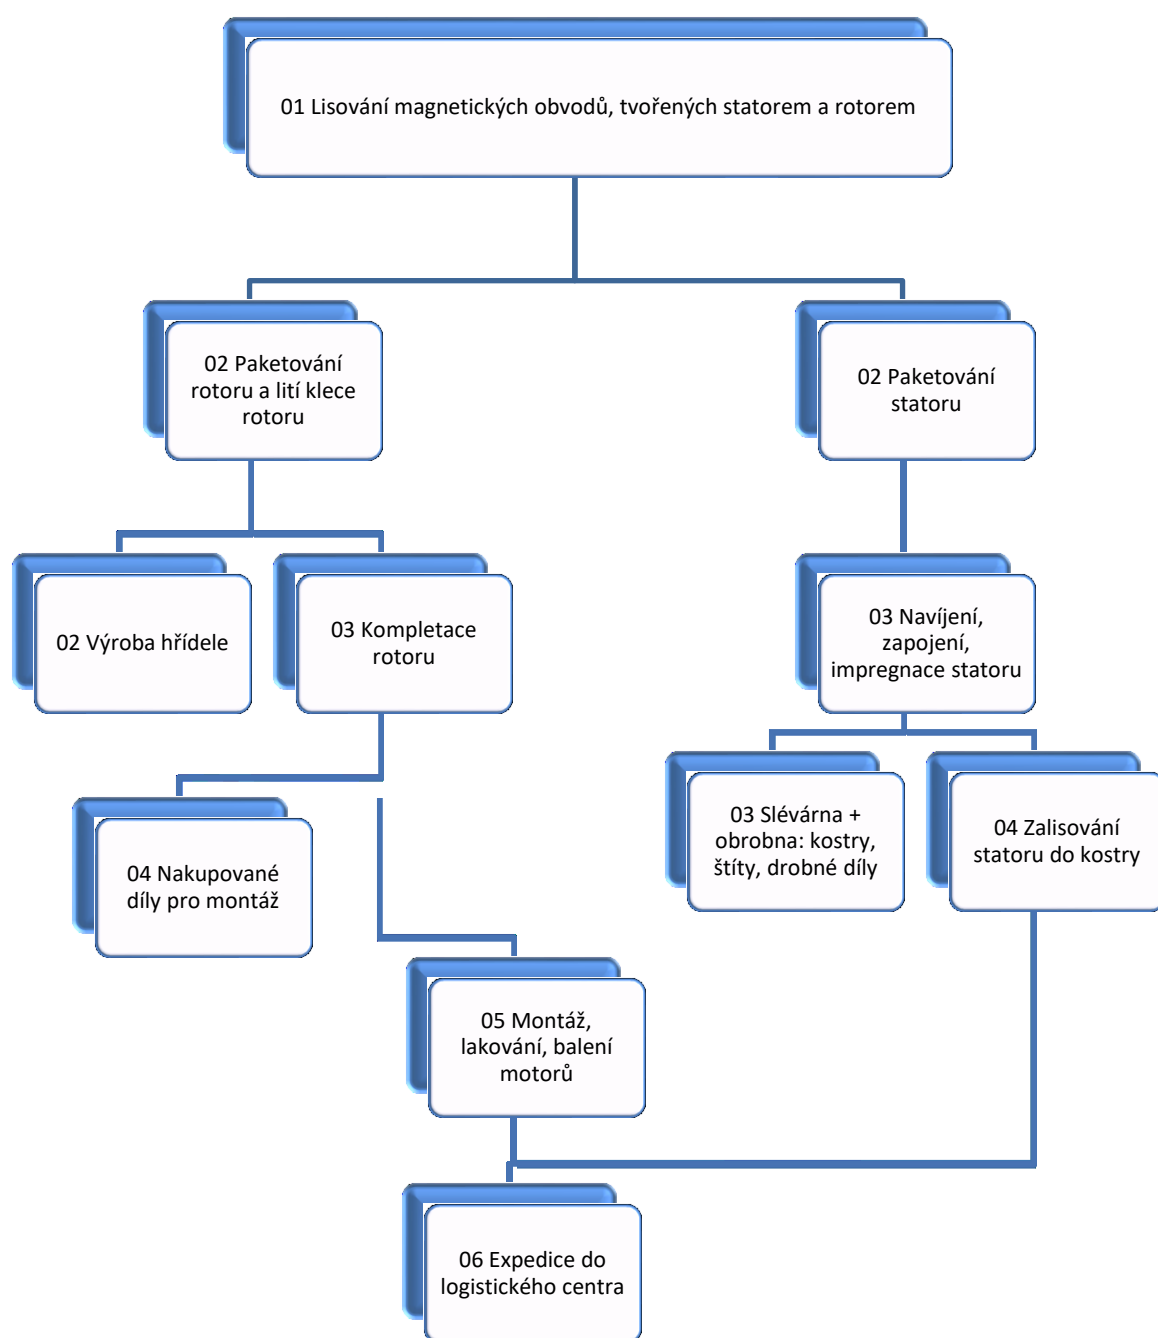 01 Lisování magnetických obvodů, tvořených statorem a rotorem
02 Paketování
rotoru a lití klece
rotoru
02 Paketování
statoru
02 Výroba hřídele
03 Kompletace
rotoru
03 Navíjení,
zapojení,
impregnace statoru
04 Nakupované
díly pro montáž
03 Slévárna +
obrobna: kostry,
štíty, drobné díly
04 Zalisování
statoru do kostry
05 Montáž,
lakování, balení
motorů
06 Expedice do
logistického centra